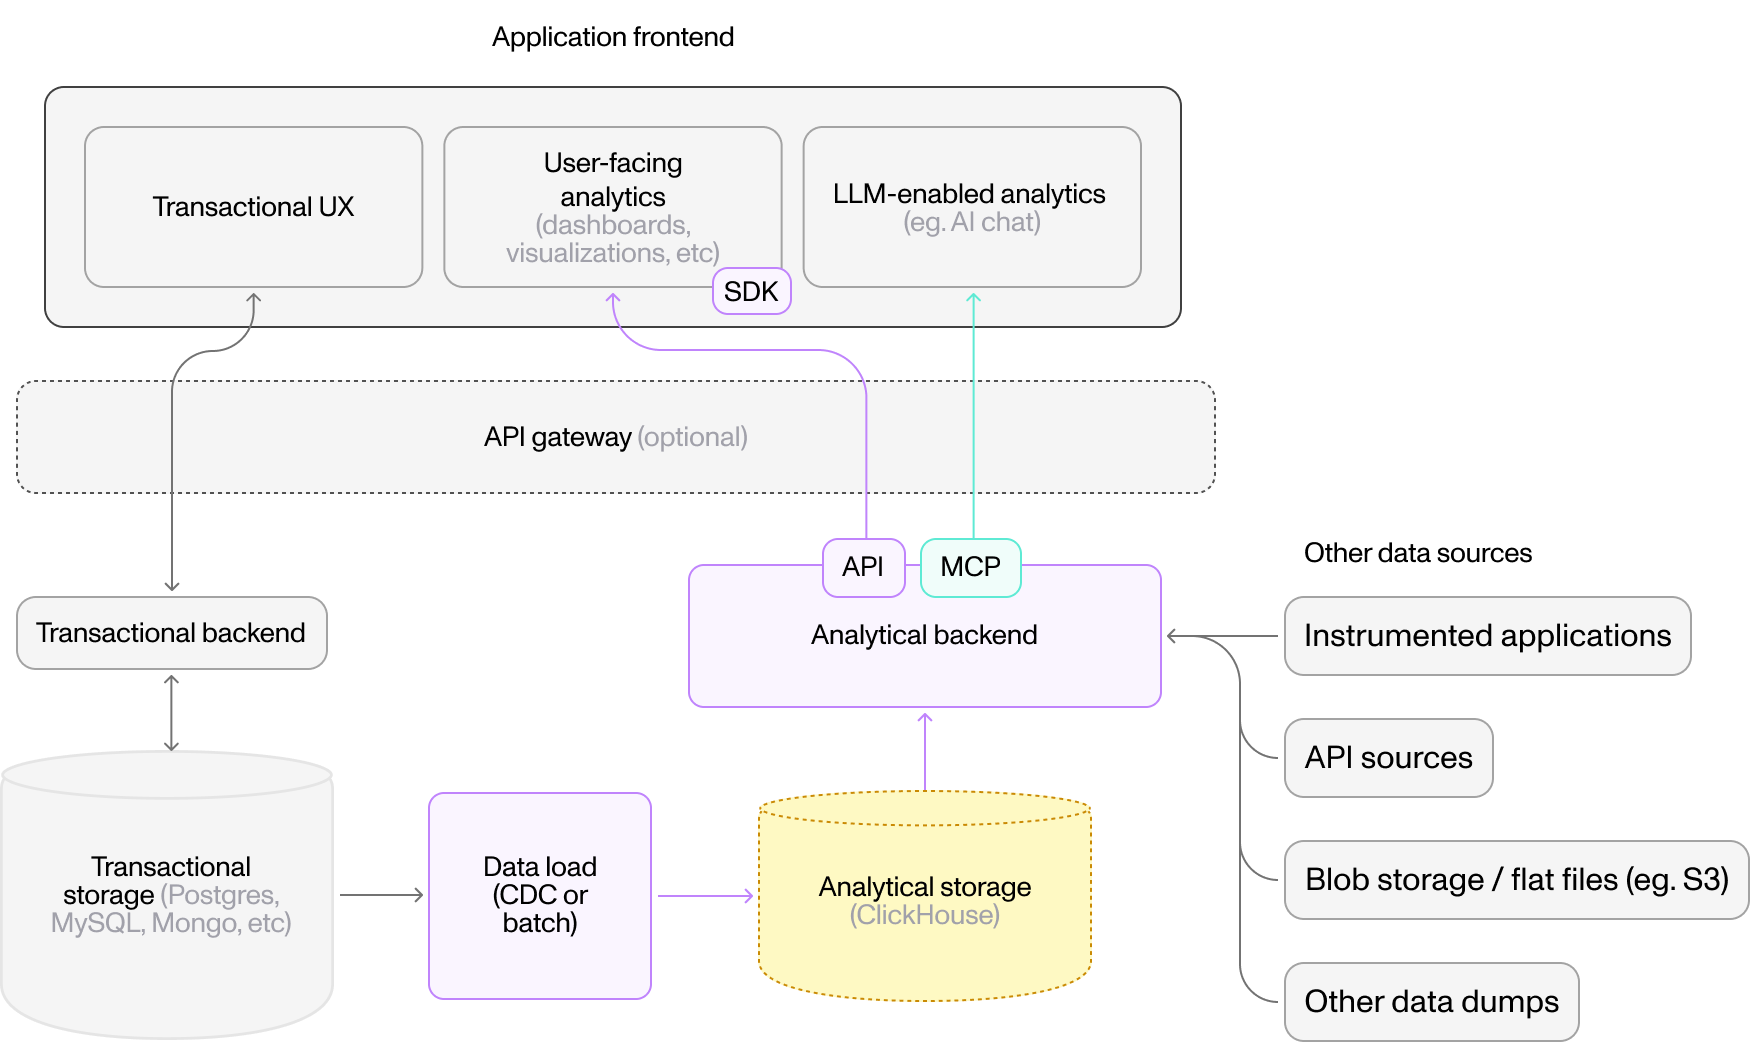 Application frontend
Transactional UX
User-facing
analytics
(dashboards,
visualizations, etc)
SDK
LLM-enabled analytics
(eg. AI chat)
API gateway (optional)
API
MCP
Analytical backend
Transactional backend
Other data sources
Instrumented applications
API sources
Blob storage / flat files (eg. S3)
Other data dumps
Transactional
storage (Postgres,
MySQL, Mongo, etc)
Data load
(CDC or
batch)
Analytical storage
(ClickHouse)